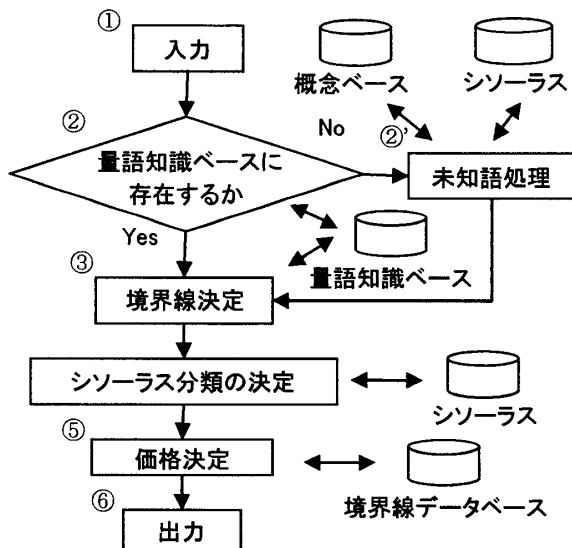 ①
入力
概念ベース
シソーラス
②
量語知識ベースに
存在するか
No
②'
未知語処理
Yes
量語知識ベース
③
境界線決定
シソーラス分類の決定
シソーラス
⑤
価格決定
境界線データベース
⑥
出力